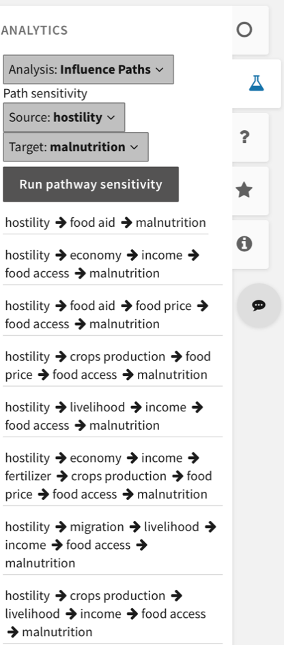 ANALYTICS
Analysis: Influence Paths
Path sensitivity
Source: hostility
Target: malnutrition
Run pathway sensitivity
hostility → food aid → malnutrition
hostility → economy → income →
food access → malnutrition
hostility → food aid → food price →
food access → malnutrition
hostility → crops production → food
price → food access → malnutrition
hostility → livelihood → income →
food access → malnutrition
hostility → economy → income →
fertilizer → crops production → food
price → food access → malnutrition
hostility → migration → livelihood →
income → food access →
malnutrition
hostility → crops production →
livelihood → income → food access
→ malnutrition
?